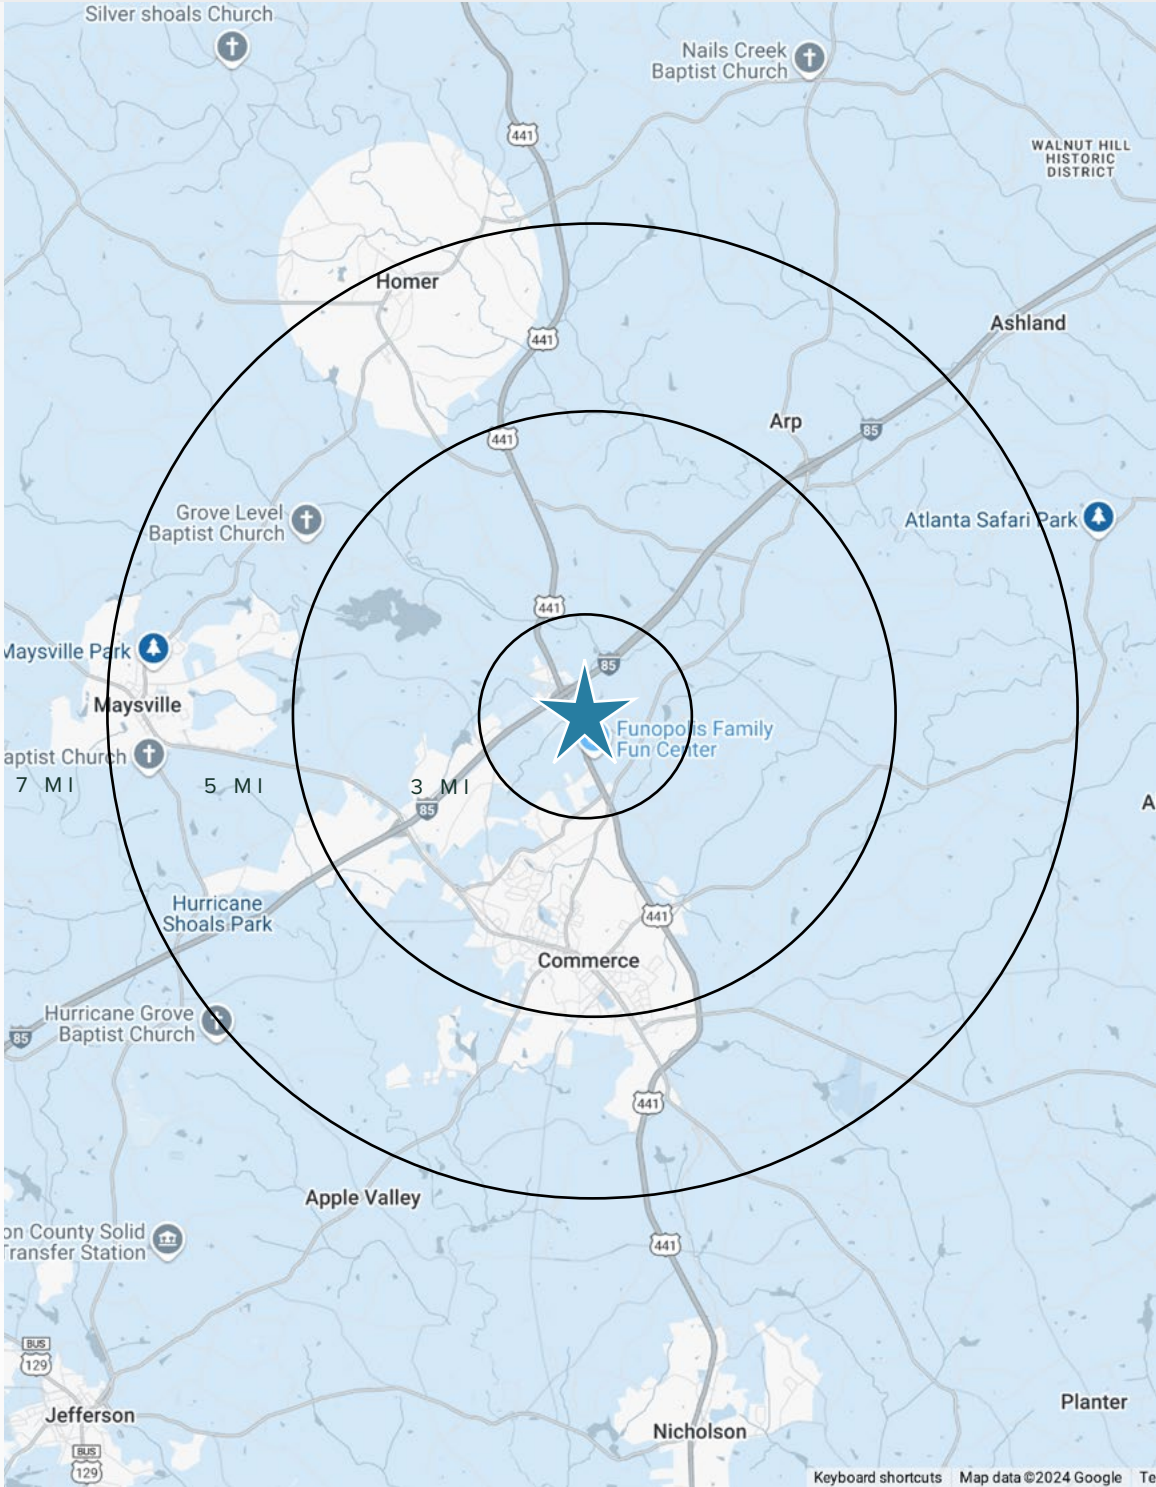 Silver shoals Church
Nails Creek
Baptist Church
441
WALNUT HILL
HISTORIC
DISTRICT
Homer
Ashland
441
Arp
85
441
Grove Level
Baptist Church
Atlanta Safari Park
441
Maysville Park
85
Maysville
Funopolis Family
Fun Center
aptist Church
7 MI
5 MI
3 MI
85
A
Hurricane
Shoals Park
441
Commerce
Hurricane Grove
Baptist Church
85
441
Apple Valley
on County Solid
Transfer Station
441
BUS
129
Jefferson
Planter
Nicholson
BUS
129
Keyboard shortcuts
Map data ©2024 Google
Te